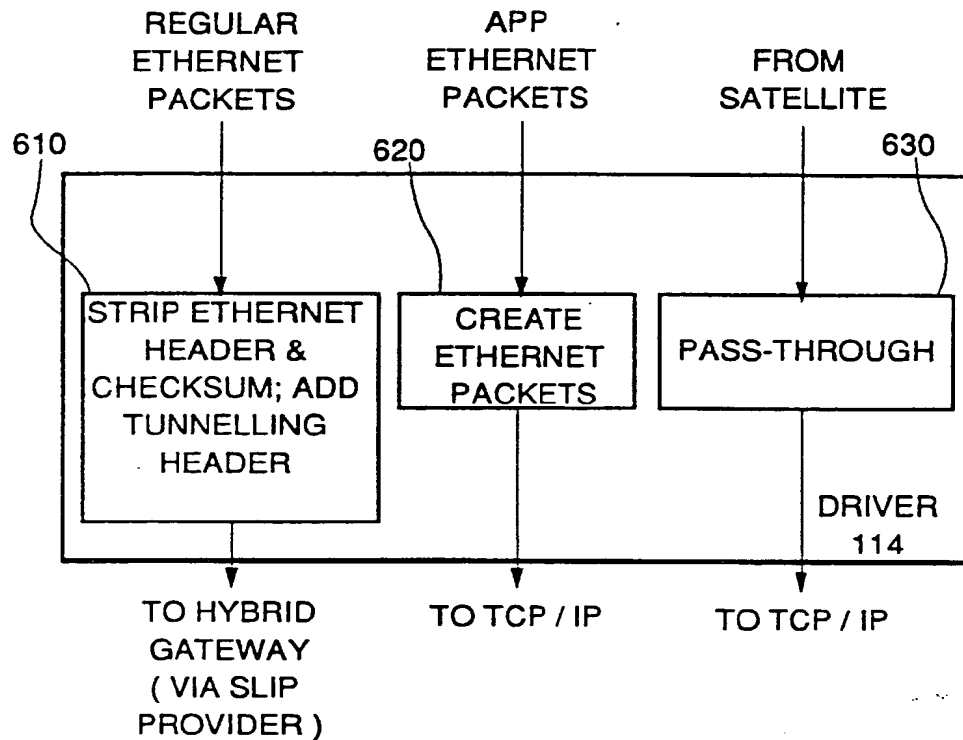 REGULAR
ETHERNET
PACKETS
APP
ETHERNET
PACKETS
FROM
SATELLITE
610
620
630
STRIP ETHERNET
HEADER &
CHECKSUM; ADD
TUNNELLING
HEADER
CREATE
ETHERNET
PACKETS
PASS-THROUGH
DRIVER
114
TO HYBRID
GATEWAY
( VIA SLIP
PROVIDER )
TO TCP / IP
TO TCP / IP